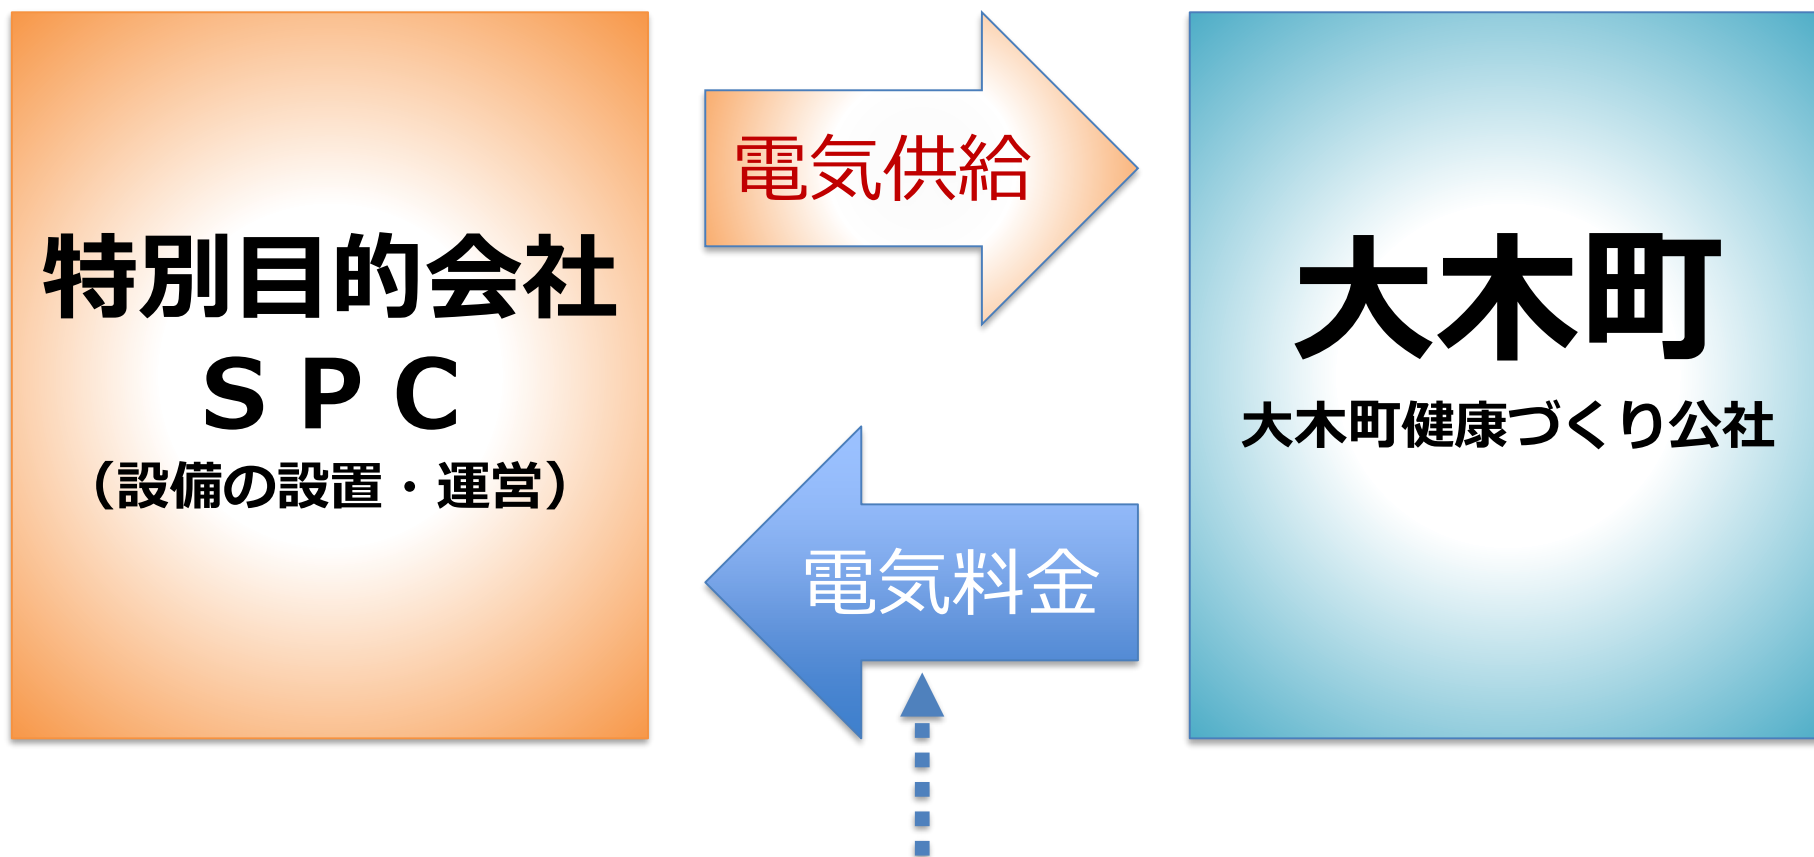 特別目的会社
ＳＰＣ
（設備の設置・運営）
電気供給
電気料金
大木町
大木町健康づくり公社